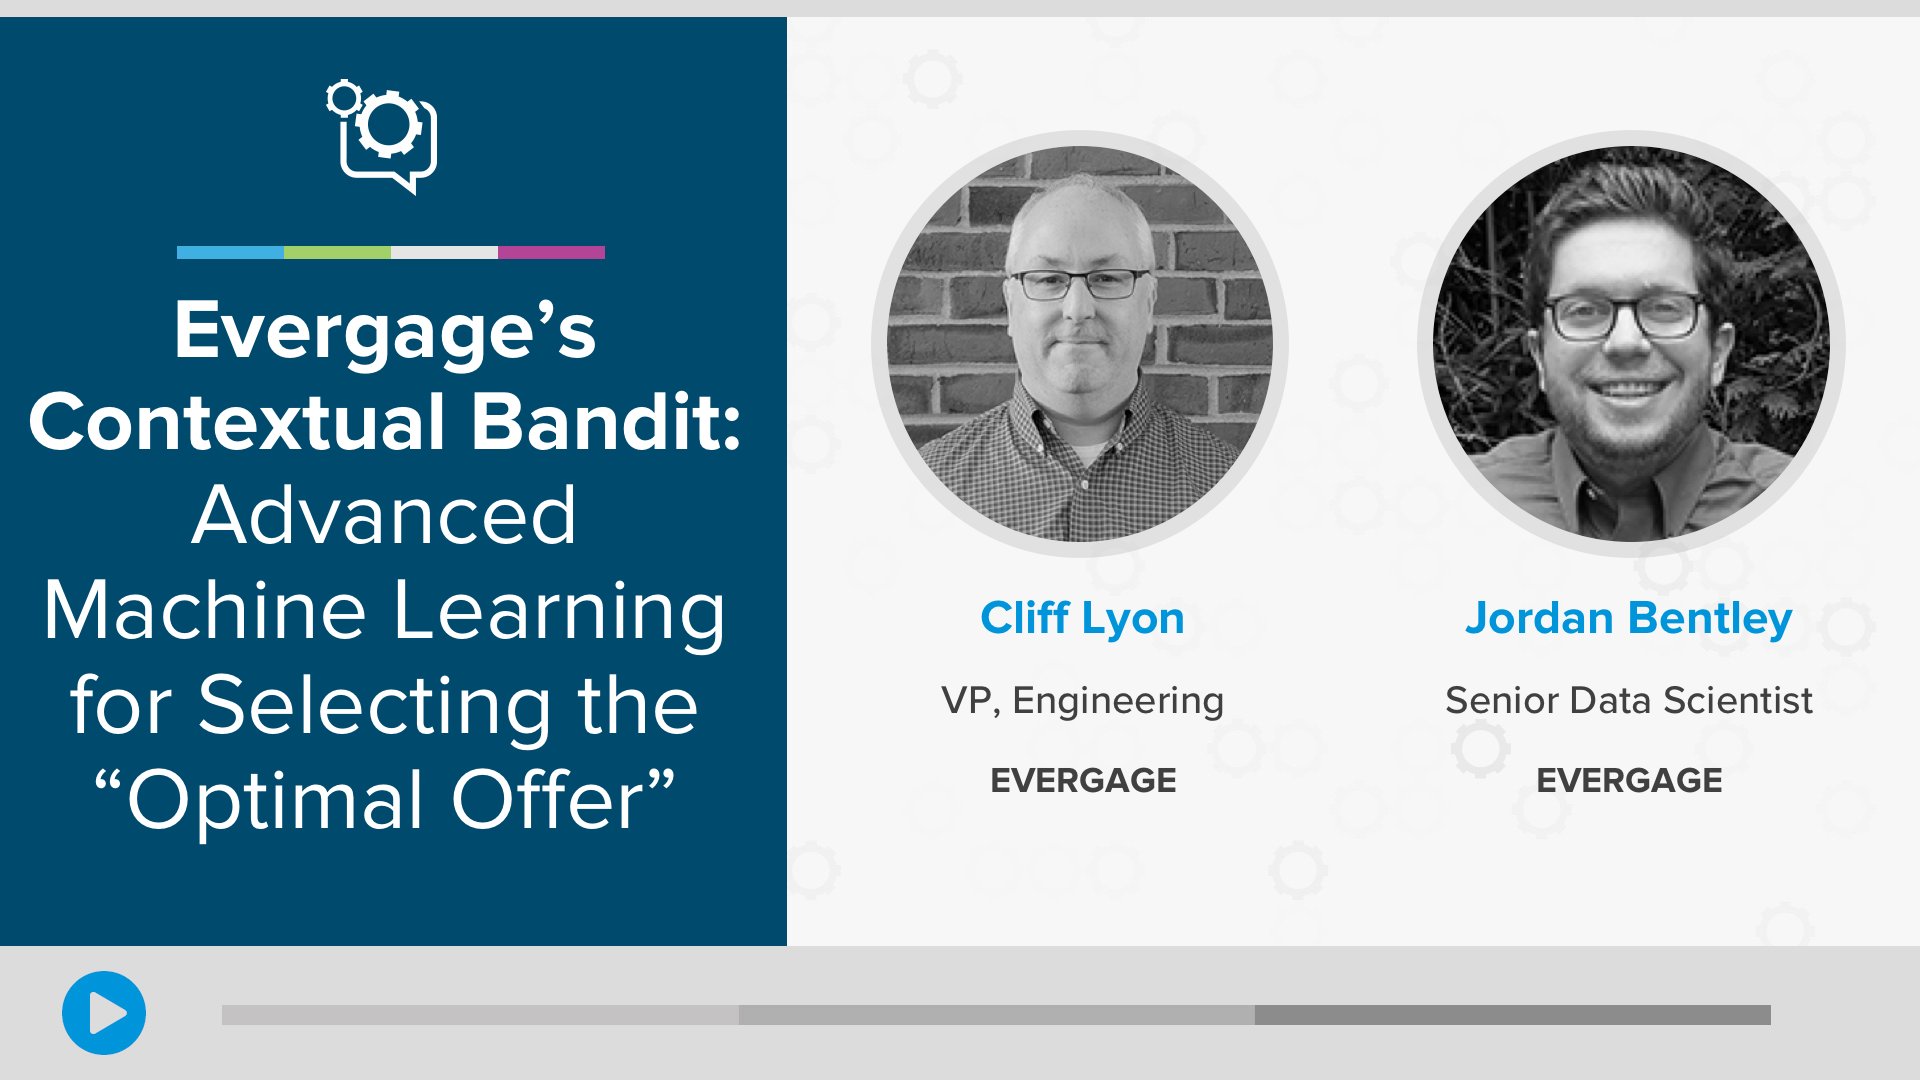 Evergage’s
Contextual Bandit:
Advanced
Machine Learning
for Selecting the
“Optimal Offer”
Cliff Lyon
VP, Engineering
EVERGAGE
Jordan Bentley
Senior Data Scientist
EVERGAGE